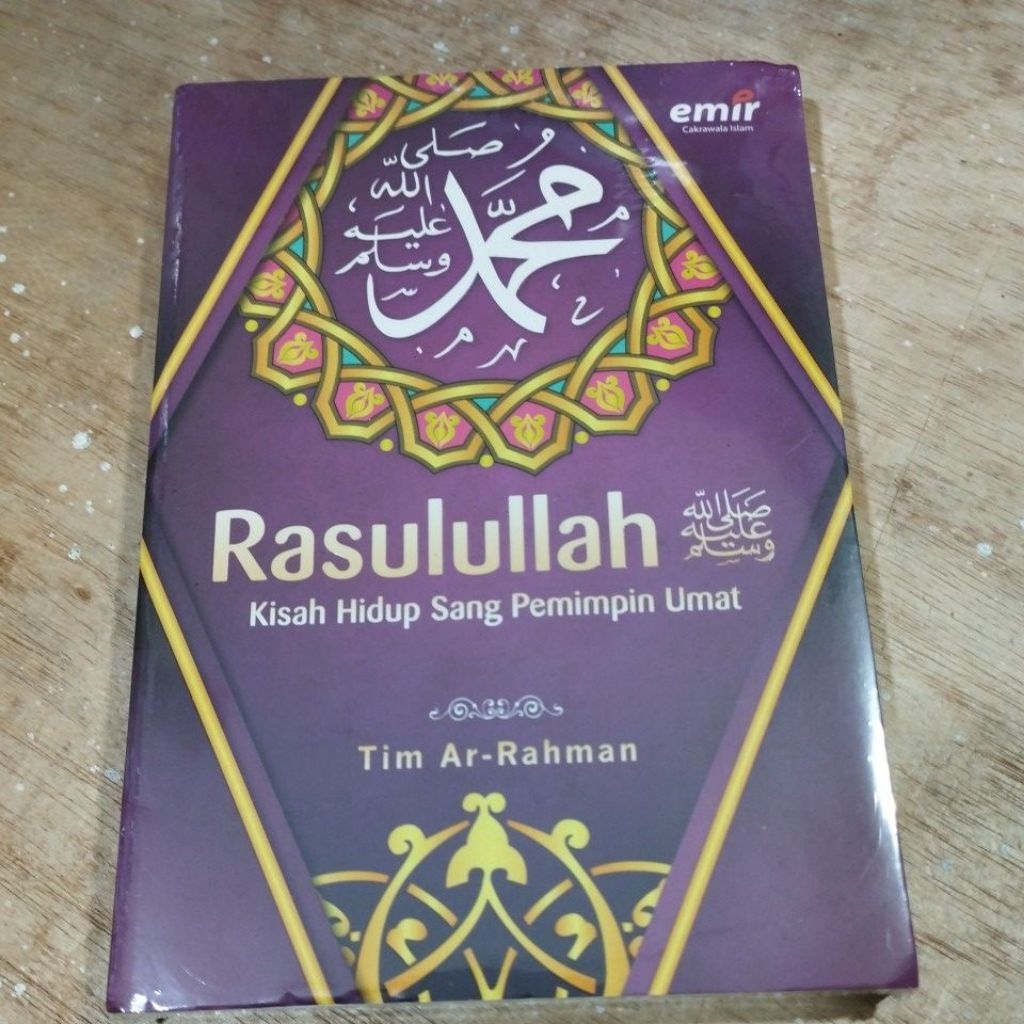 emir
Cakrawala Islam
محمد
صلى
الله
عليه
وسلم
Rasulullah صلى الله عليه وسلم
Kisah Hidup Sang Pemimpin Umat
Tim Ar-Rahman